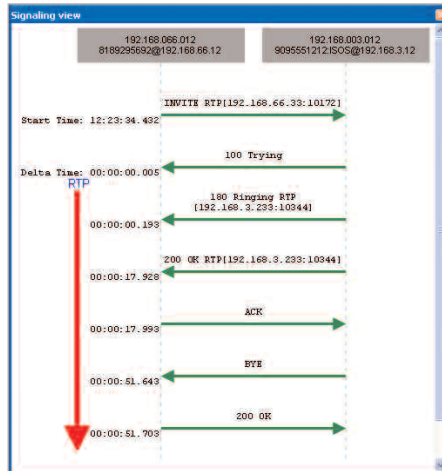 Signaling view
192.168.066.012
8189295692@192.168.66.12
192.168.003.012
9095551212:ISOS@192.168.3.12
INVITE RTP[192.168.66.33:10172]
Start Time: 12:23:34.432
100 Trying
Delta Time: 00:00:00.005
RTP
180 Ringing RTP
[192.168.3.233:10344]
00:00:00.193
200 OK RTP[192.168.3.233:10344]
00:00:17.928
ACK
00:00:17.993
BYE
00:00:51.643
200 OK
00:00:51.703